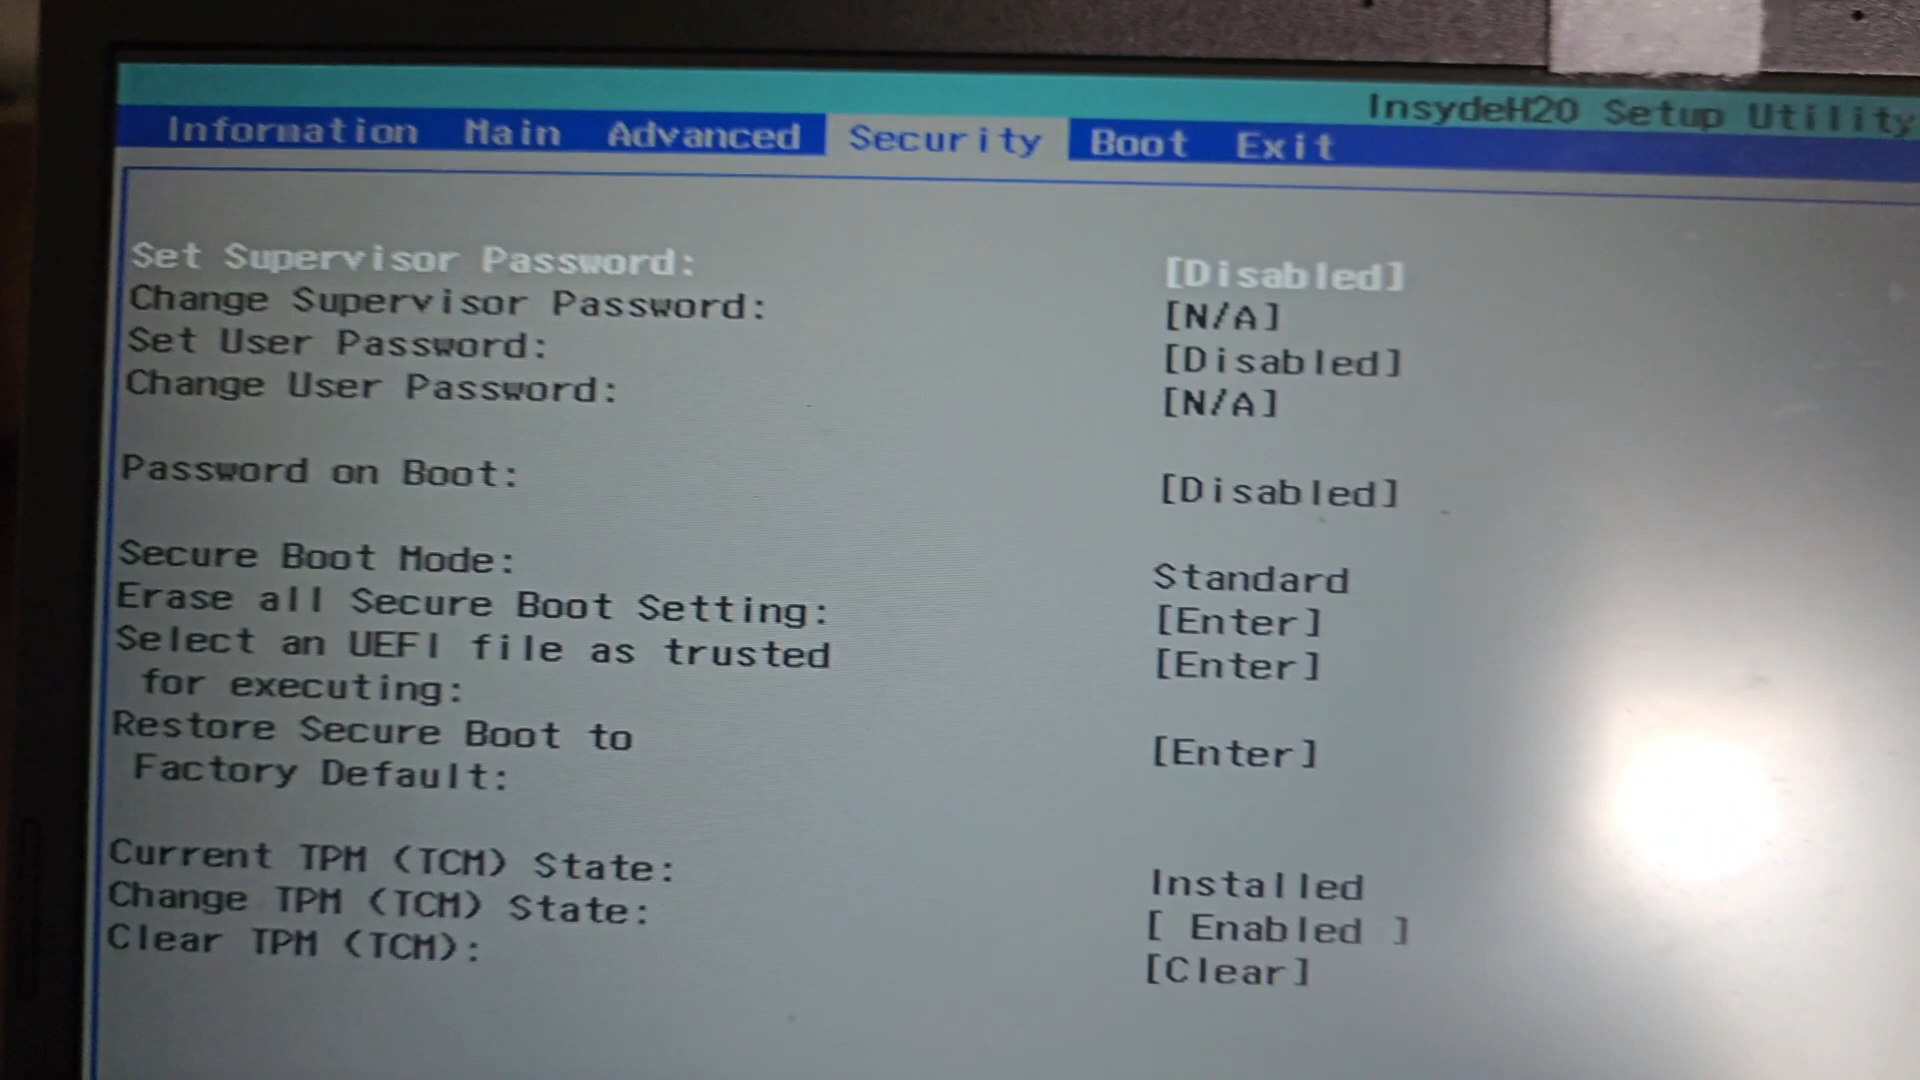 InsydeH20 Setup Utility
Information Main Advanced Security Boot Exit
Set Supervisor Password: [Disabled]
Change Supervisor Password: [N/A]
Set User Password: [Disabled]
Change User Password: [N/A]
Password on Boot: [Disabled]
Secure Boot Mode: Standard
Erase all Secure Boot Setting: [Enter]
Select an UEFI file as trusted [Enter]
for executing:
Restore Secure Boot to [Enter]
Factory Default:
Current TPM (TCM) State: Installed
Change TPM (TCM) State: [ Enabled ]
Clear TPM (TCM): [Clear]